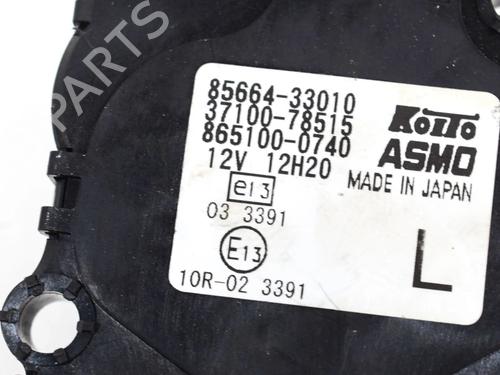 B-PARTS
85664-33010
37100-78515
865100-0740
12V 12H20
KOITO
ASMO
MADE IN JAPAN
e13
03 3391
E13
10R-02 3391
L